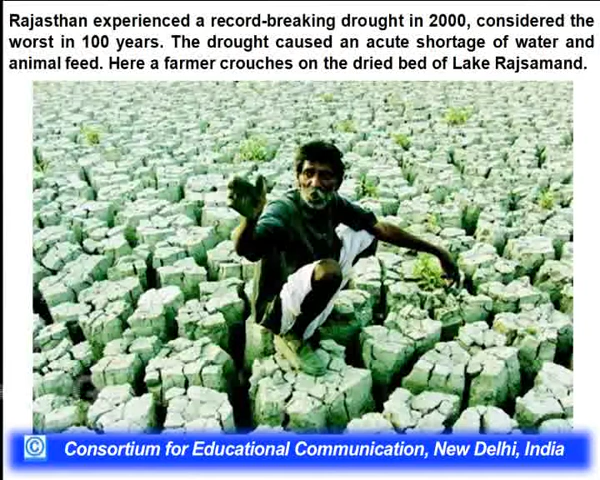 Rajasthan experienced a record-breaking drought in 2000, considered the
worst in 100 years. The drought caused an acute shortage of water and
animal feed. Here a farmer crouches on the dried bed of Lake Rajsamand.
© Consortium for Educational Communication, New Delhi, India